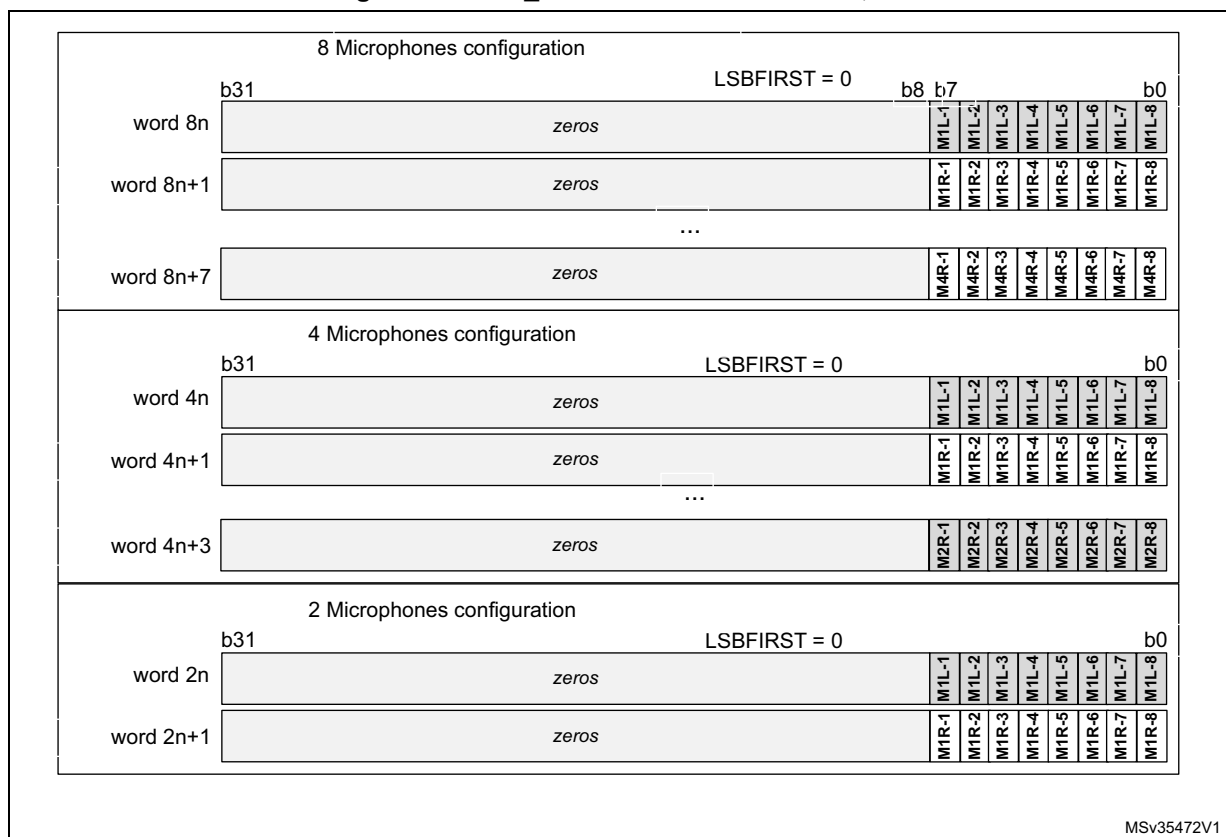 8 Microphones configuration
LSBFIRST = 0
b31 b8 b7 b0
word 8n zeros M1L-1 M1L-2 M1L-3 M1L-4 M1L-5 M1L-6 M1L-7 M1L-8
word 8n+1 zeros M1R-1 M1R-2 M1R-3 M1R-4 M1R-5 M1R-6 M1R-7 M1R-8
...
word 8n+7 zeros M4R-1 M4R-2 M4R-3 M4R-4 M4R-5 M4R-6 M4R-7 M4R-8
4 Microphones configuration
b31 LSBFIRST = 0 b0
word 4n zeros M1L-1 M1L-2 M1L-3 M1L-4 M1L-5 M1L-6 M1L-7 M1L-8
word 4n+1 zeros M1R-1 M1R-2 M1R-3 M1R-4 M1R-5 M1R-6 M1R-7 M1R-8
...
word 4n+3 zeros M2R-1 M2R-2 M2R-3 M2R-4 M2R-5 M2R-6 M2R-7 M2R-8
2 Microphones configuration
b31 LSBFIRST = 0 b0
word 2n zeros M1L-1 M1L-2 M1L-3 M1L-4 M1L-5 M1L-6 M1L-7 M1L-8
word 2n+1 zeros M1R-1 M1R-2 M1R-3 M1R-4 M1R-5 M1R-6 M1R-7 M1R-8
MSv35472V1